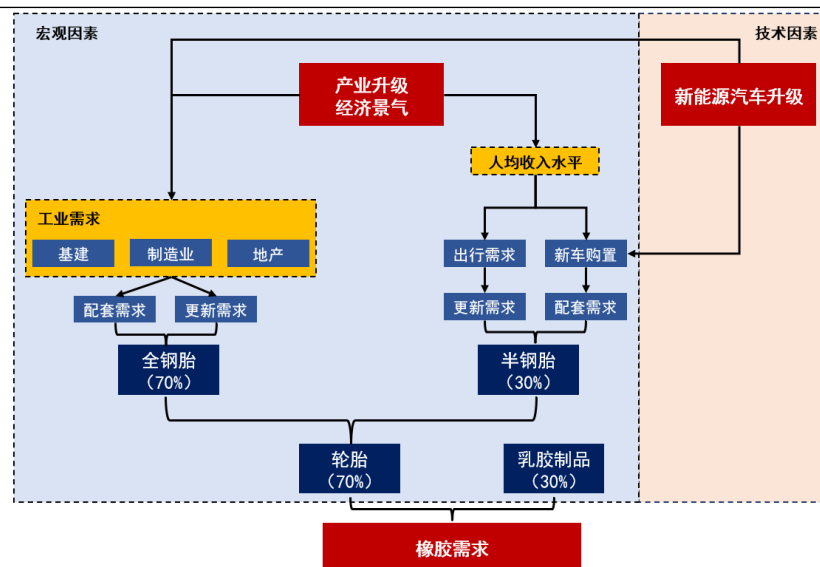 宏观因素
技术因素
产业升级
经济景气
新能源汽车升级
人均收入水平
工业需求
基建
制造业
地产
出行需求
新车购置
配套需求
更新需求
更新需求
配套需求
全钢胎
（70%）
半钢胎
（30%）
轮胎
（70%）
乳胶制品
（30%）
橡胶需求